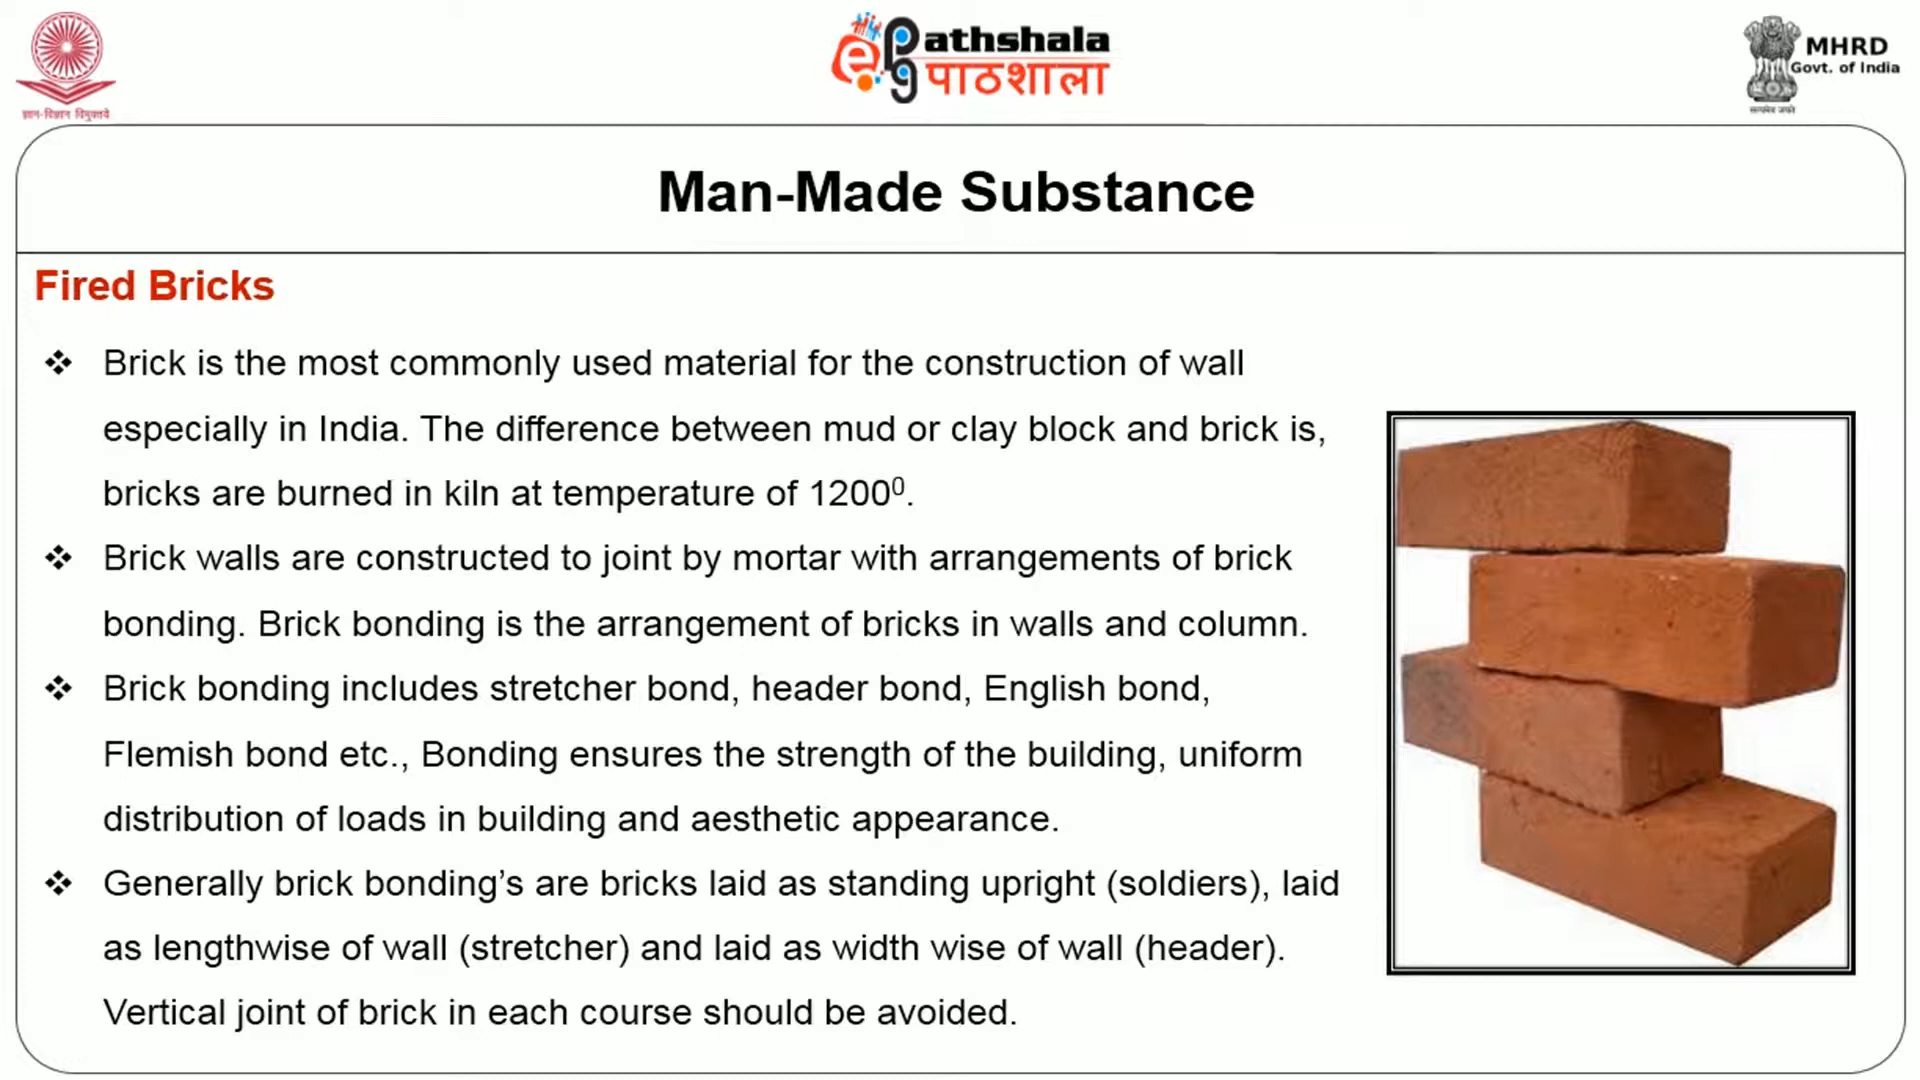 ज्ञान-विज्ञान विमुक्तये
e
Pathshala
पाठशाला
MHRD
Govt. of India
सत्यमेव जयते
Man-Made Substance
Fired Bricks
❖ Brick is the most commonly used material for the construction of wall
especially in India. The difference between mud or clay block and brick is,
bricks are burned in kiln at temperature of 1200⁰.
❖ Brick walls are constructed to joint by mortar with arrangements of brick
bonding. Brick bonding is the arrangement of bricks in walls and column.
❖ Brick bonding includes stretcher bond, header bond, English bond,
Flemish bond etc., Bonding ensures the strength of the building, uniform
distribution of loads in building and aesthetic appearance.
❖ Generally brick bonding’s are bricks laid as standing upright (soldiers), laid
as lengthwise of wall (stretcher) and laid as width wise of wall (header).
Vertical joint of brick in each course should be avoided.